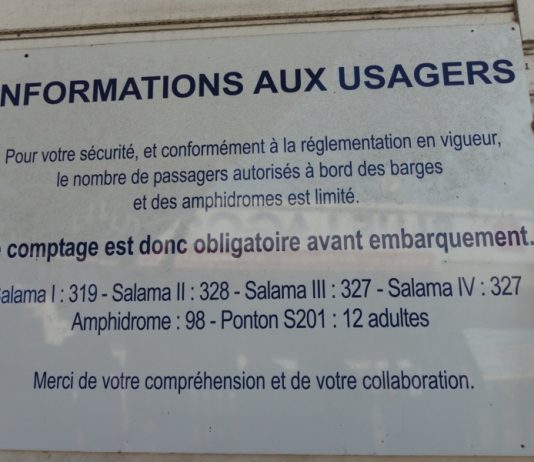 INFORMATIONS AUX USAGERS
Pour votre sécurité, et conformément à la réglementation en vigueur,
le nombre de passagers autorisés à bord des barges
et des amphidromes est limité.
comptage est donc obligatoire avant embarquement.
Salama I : 319 - Salama II : 328 - Salama III : 327 - Salama IV : 327
Amphidrome : 98 - Ponton S201 : 12 adultes
Merci de votre compréhension et de votre collaboration.